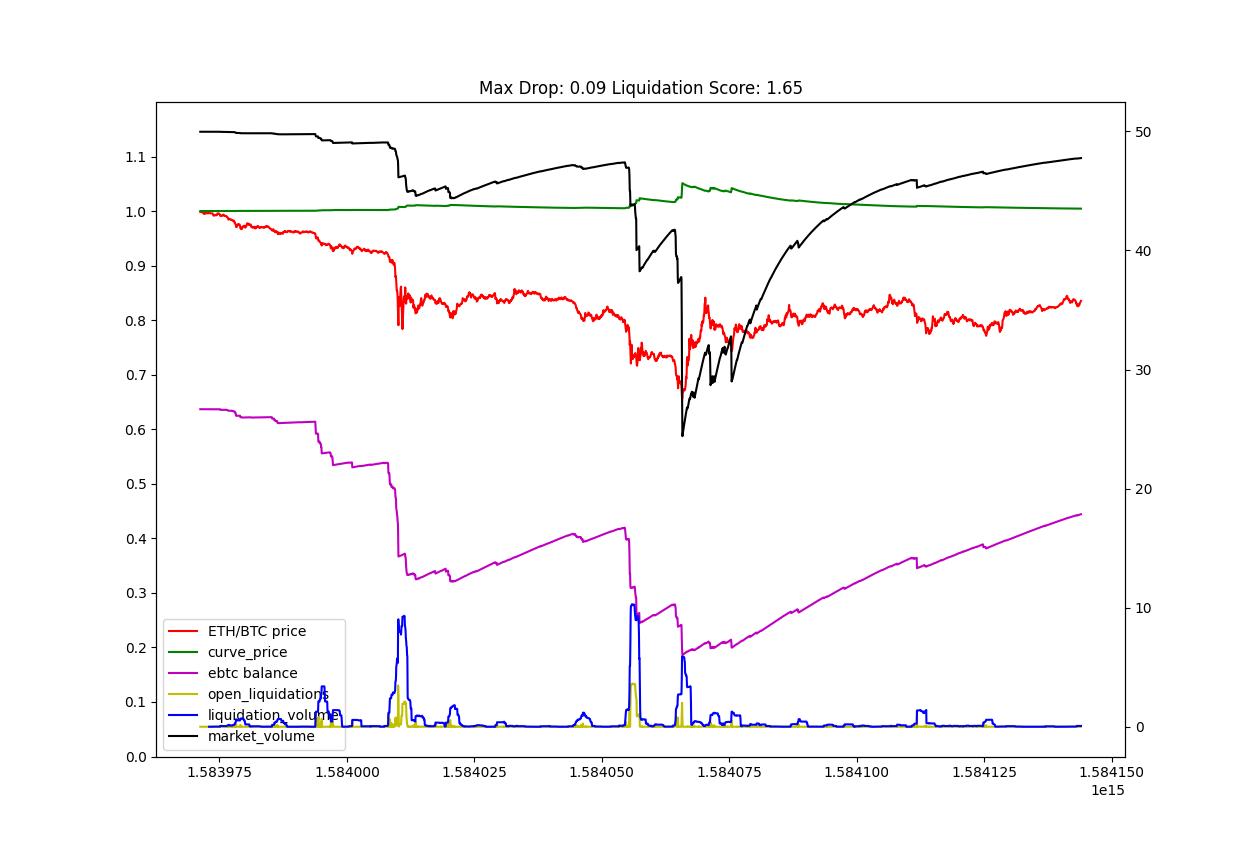 Max Drop: 0.09 Liquidation Score: 1.65
1.1
1.0
0.9
0.8
0.7
0.6
0.5
0.4
0.3
0.2
0.1
0.0
50
40
30
20
10
0
ETH/BTC price
curve_price
ebtc balance
open_liquidations
liquidation_volume
market_volume
1.583975 1.584000 1.584025 1.584050 1.584075 1.584100 1.584125 1.584150
1e15